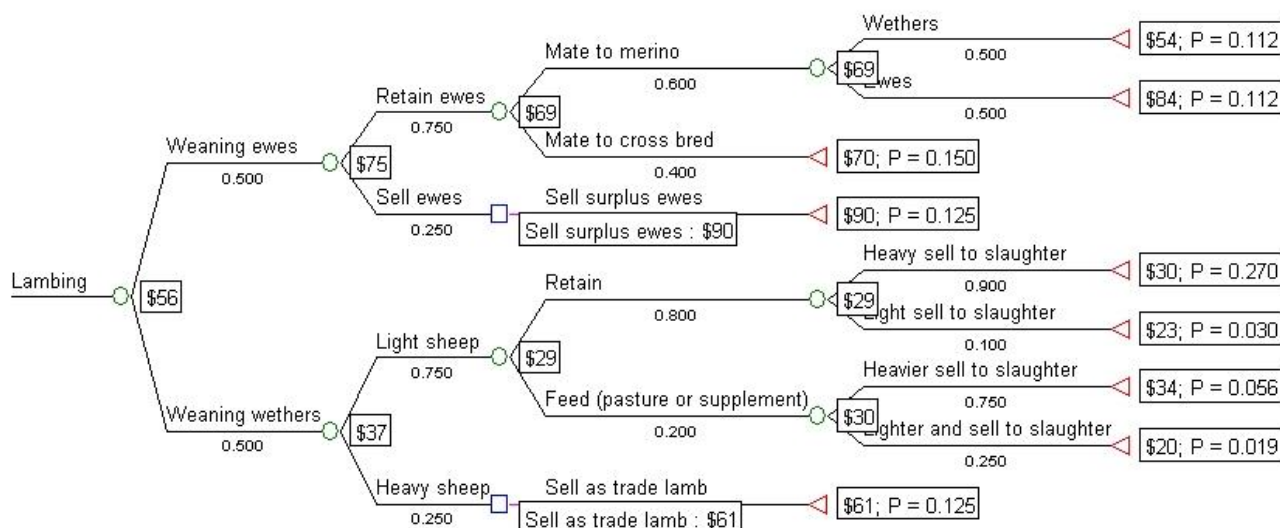 Wethers
$54; P = 0.112
0.500
Mate to merino
$69
0.600
Ewes
$84; P = 0.112
0.500
Retain ewes
$69
0.750
Mate to cross bred
$70; P = 0.150
0.400
Weaning ewes
$75
0.500
Sell ewes
0.250
Sell surplus ewes
$90; P = 0.125
Sell surplus ewes : $90
Lambing
$56
Heavy sell to slaughter
$30; P = 0.270
0.900
Retain
$29
0.800
Light sell to slaughter
$23; P = 0.030
0.100
Light sheep
$29
0.750
Heavier sell to slaughter
$34; P = 0.056
0.750
Feed (pasture or supplement)
$30
0.200
Lighter and sell to slaughter
$20; P = 0.019
0.250
Weaning wethers
$37
0.500
Heavy sheep
0.250
Sell as trade lamb
$61; P = 0.125
Sell as trade lamb : $61